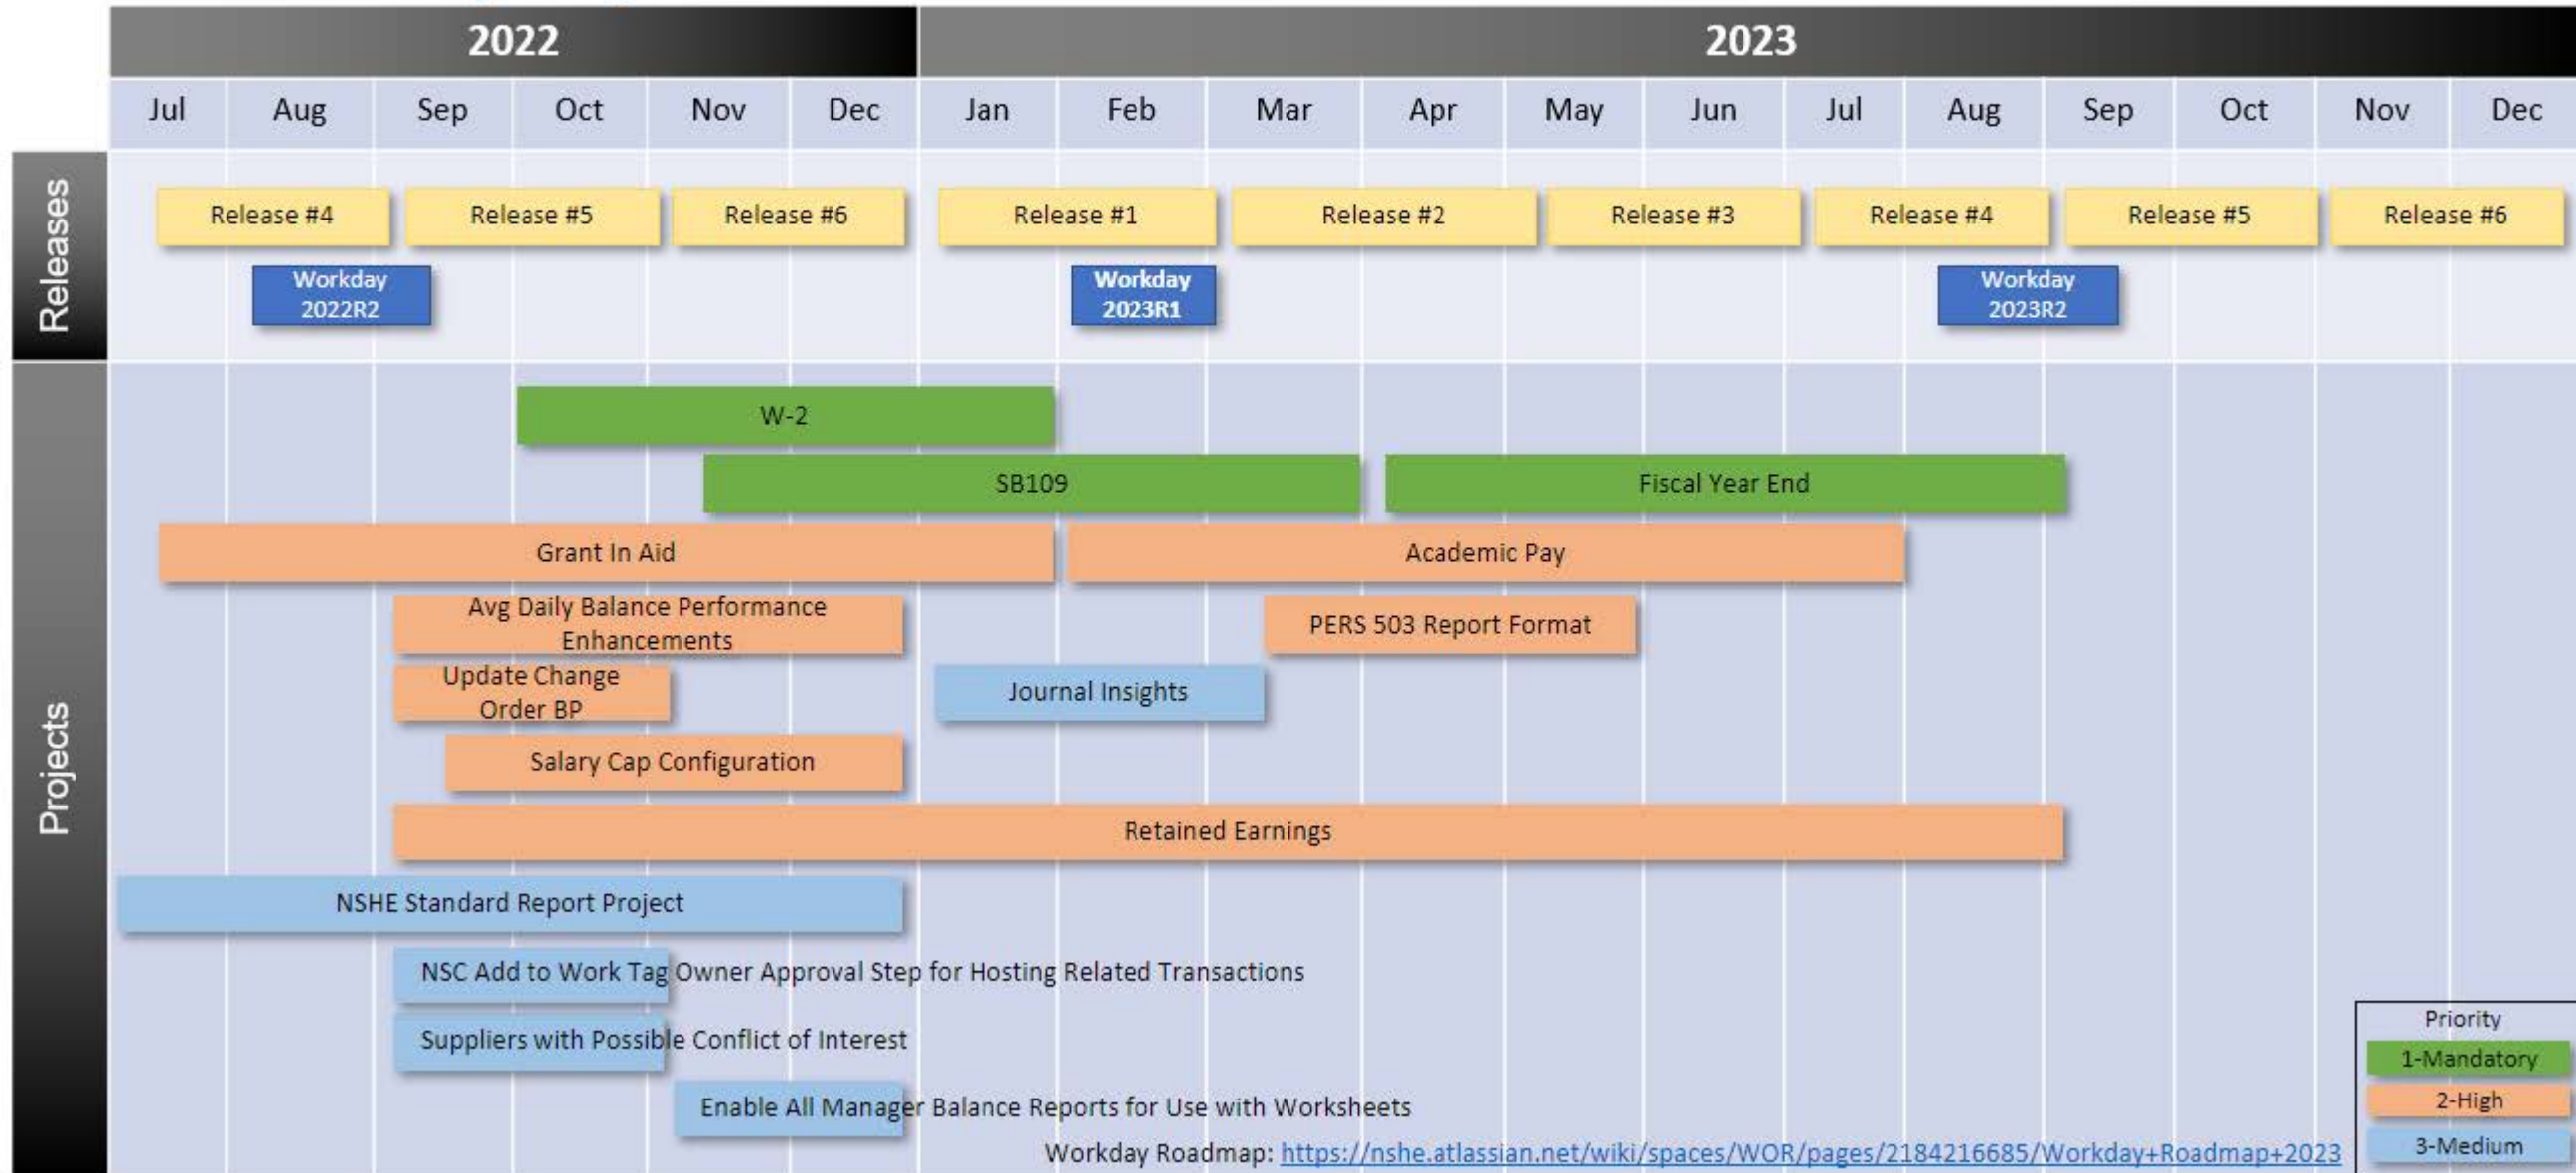 2022
2023
Jul
Aug
Sep
Oct
Nov
Dec
Jan
Feb
Mar
Apr
May
Jun
Jul
Aug
Sep
Oct
Nov
Dec
Releases
Release #4
Release #5
Release #6
Release #1
Release #2
Release #3
Release #4
Release #5
Release #6
Workday
2022R2
Workday
2023R1
Workday
2023R2
Projects
W-2
SB109
Fiscal Year End
Grant In Aid
Academic Pay
Avg Daily Balance Performance
Enhancements
PERS 503 Report Format
Update Change
Order BP
Journal Insights
Salary Cap Configuration
Retained Earnings
NSHE Standard Report Project
NSC Add to Work Tag Owner Approval Step for Hosting Related Transactions
Suppliers with Possible Conflict of Interest
Enable All Manager Balance Reports for Use with Worksheets
Workday Roadmap: https://nshe.atlassian.net/wiki/spaces/WOR/pages/2184216685/Workday+Roadmap+2023
Priority
1-Mandatory
2-High
3-Medium